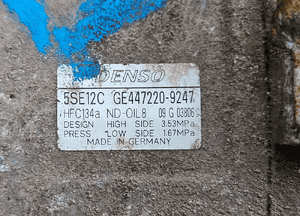 DENSO
5SE12C GE447220-9247
HFC134a ND-OIL8 09 G 03806
DESIGN HIGH SIDE 3.53MPa
PRESS LOW SIDE 1.67MPa
MADE IN GERMANY